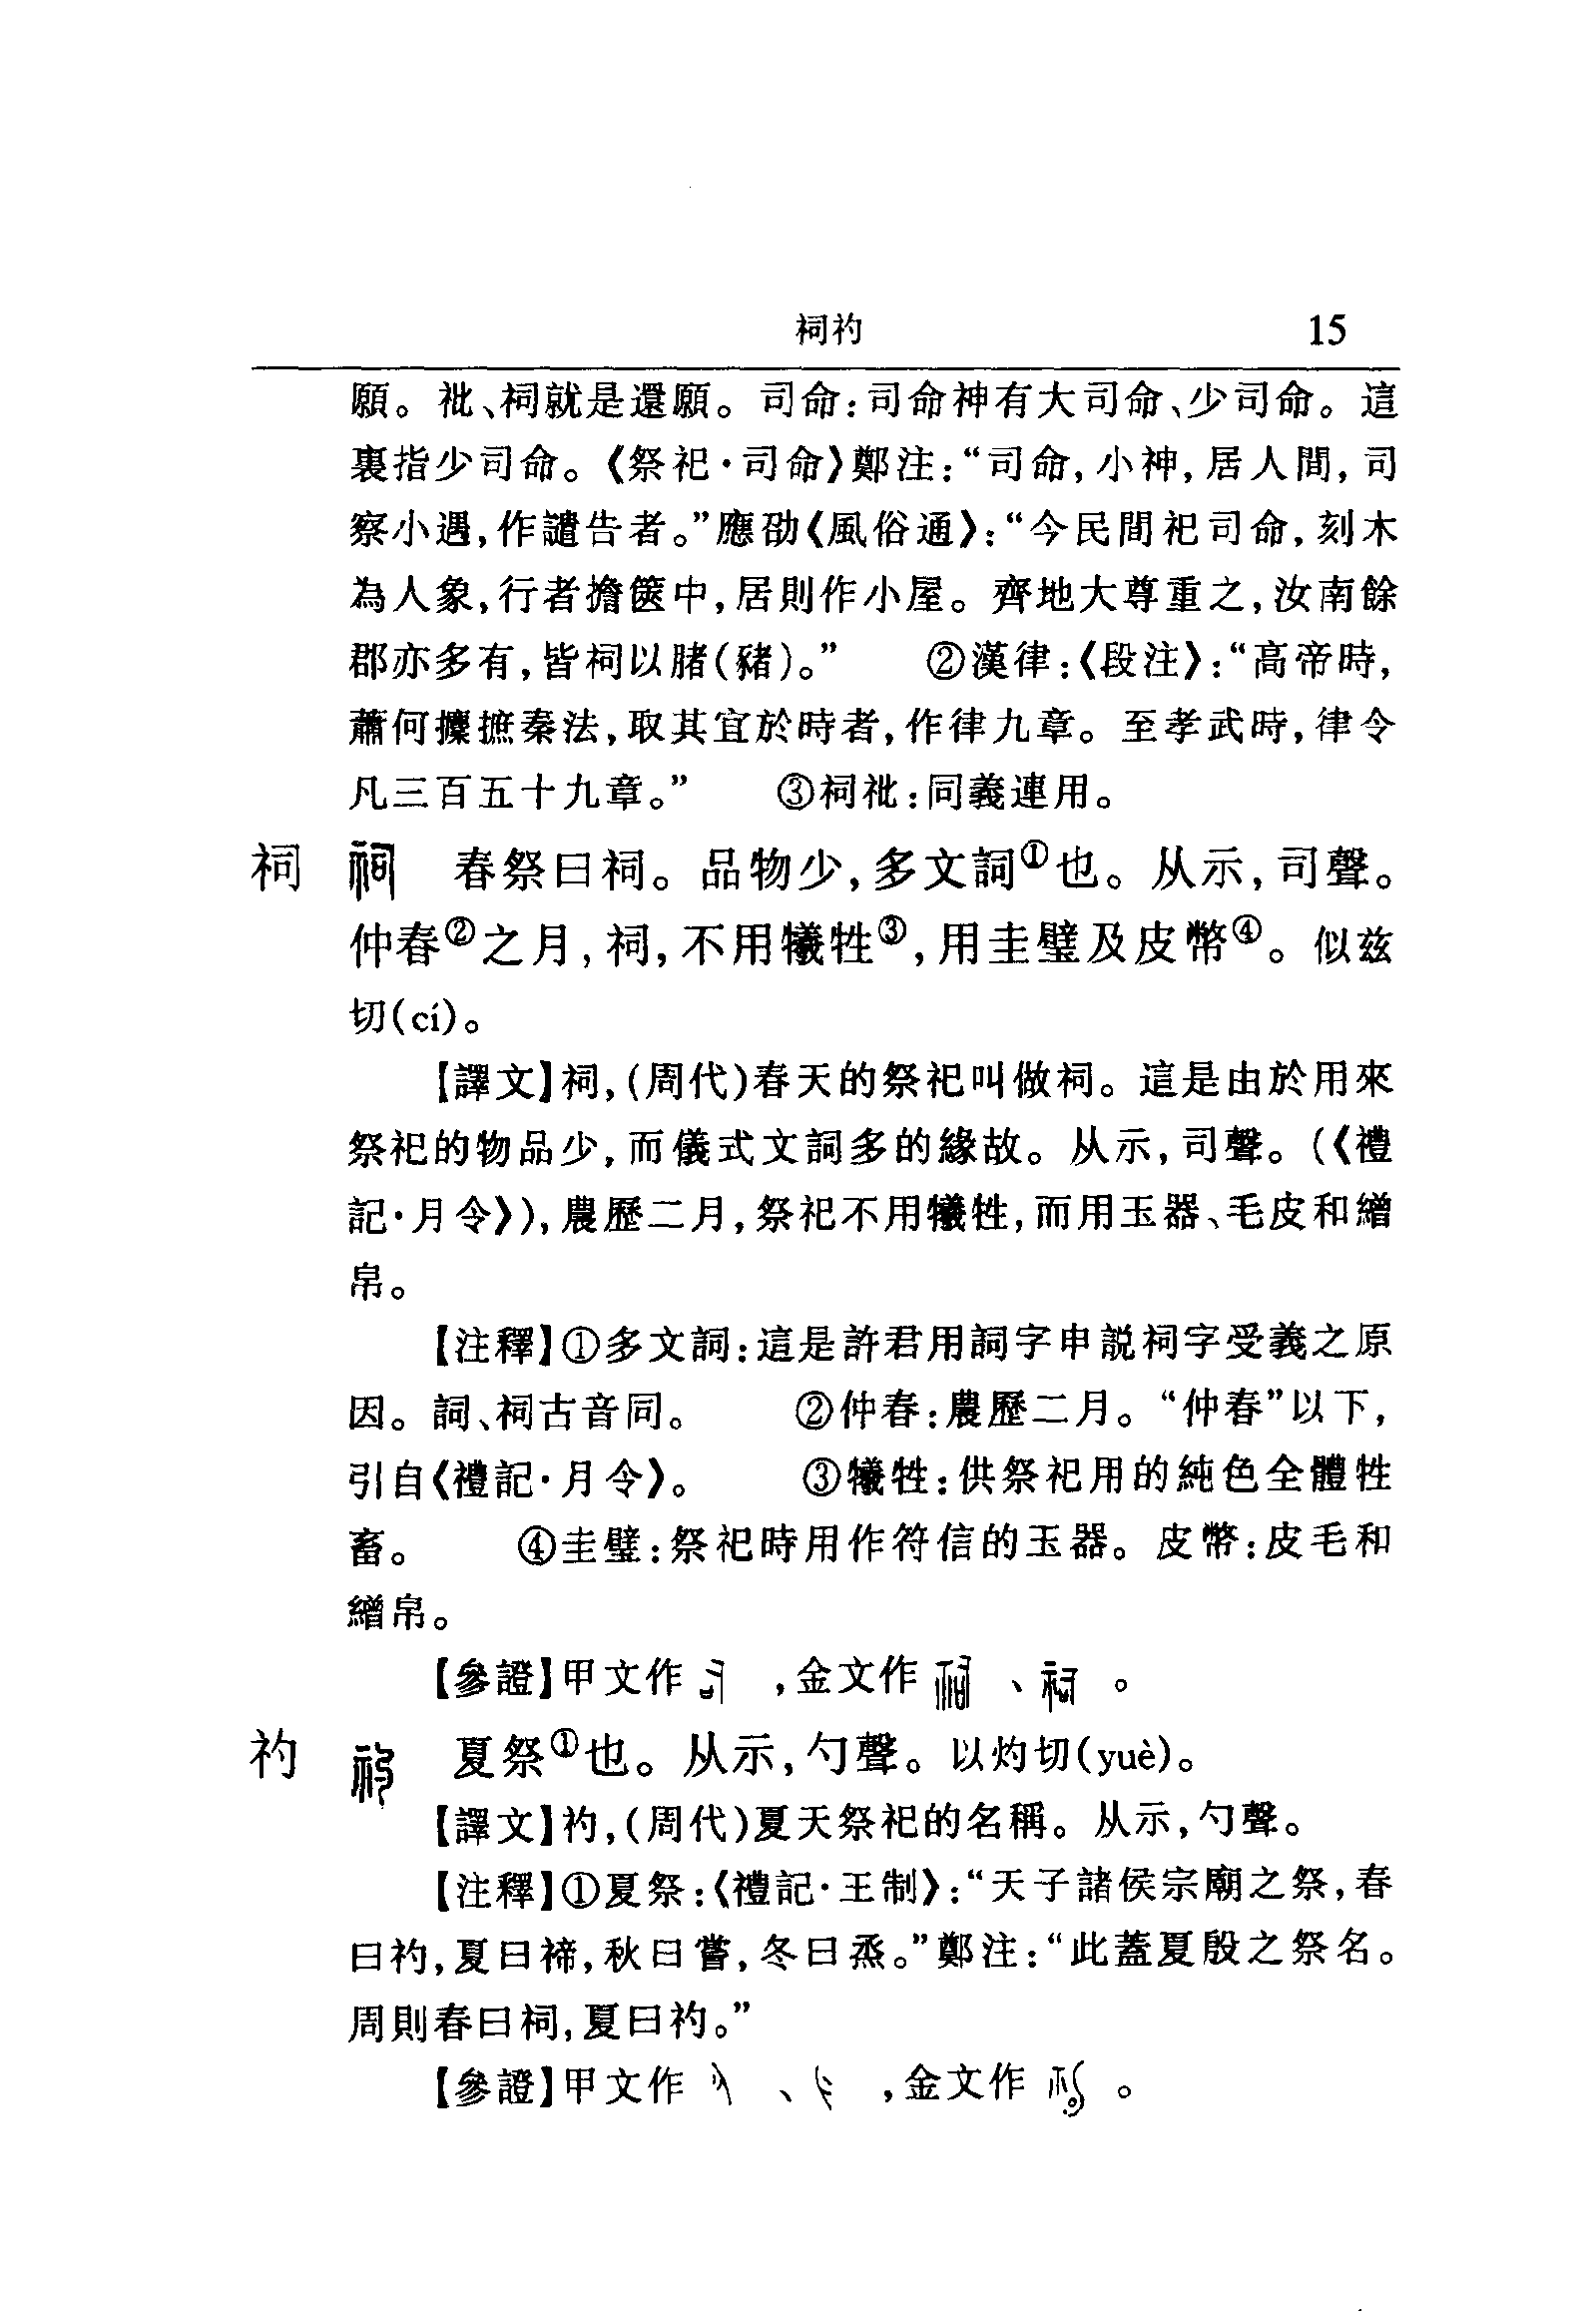 祠礿 15
願。祉、祠就是還願。司命:司命神有大司命、少司命。這
裏指少司命。《祭祀·司命》鄭注:“司命,小神,居人間,司
察小過,作譴告者。”應劭《風俗通》:“今民間祀司命,刻木
為人象,行者擔篋中,居則作小屋。齊地大尊重之,汝南餘
郡亦多有,皆祠以䐗(豬)。” ②漢律:《段注》:“高帝時,
蕭何攗摭秦法,取其宜於時者,作律九章。至孝武時,律令
凡三百五十九章。” ③祠祉:同義連用。
祠 春祭曰祠。品物少,多文詞①也。从示,司聲。
仲春②之月,祠,不用犧牲③,用圭璧及皮幣④。似兹
切(cí)。
【譯文】祠,(周代)春天的祭祀叫做祠。這是由於用來
祭祀的物品少,而儀式文詞多的緣故。从示,司聲。(《禮
記·月令》),農歷二月,祭祀不用犧牲,而用玉器、毛皮和繒
帛。
【注釋】①多文詞:這是許君用詞字申説祠字受義之原
因。詞、祠古音同。 ②仲春:農歷二月。“仲春”以下,
引自《禮記·月令》。 ③犧牲:供祭祀用的純色全體牲
畜。 ④圭璧:祭祀時用作符信的玉器。皮幣:皮毛和
繒帛。
【參證】甲文作 ,金文作 、 。
礿 夏祭①也。从示,勺聲。以灼切(yuè)。
【譯文】礿,(周代)夏天祭祀的名稱。从示,勺聲。
【注釋】①夏祭:《禮記·王制》:“天子諸侯宗廟之祭,春
曰礿,夏曰禘,秋曰嘗,冬曰烝。”鄭注:“此蓋夏殷之祭名。
周則春曰祠,夏曰礿。”
【參證】甲文作 、 ,金文作 。